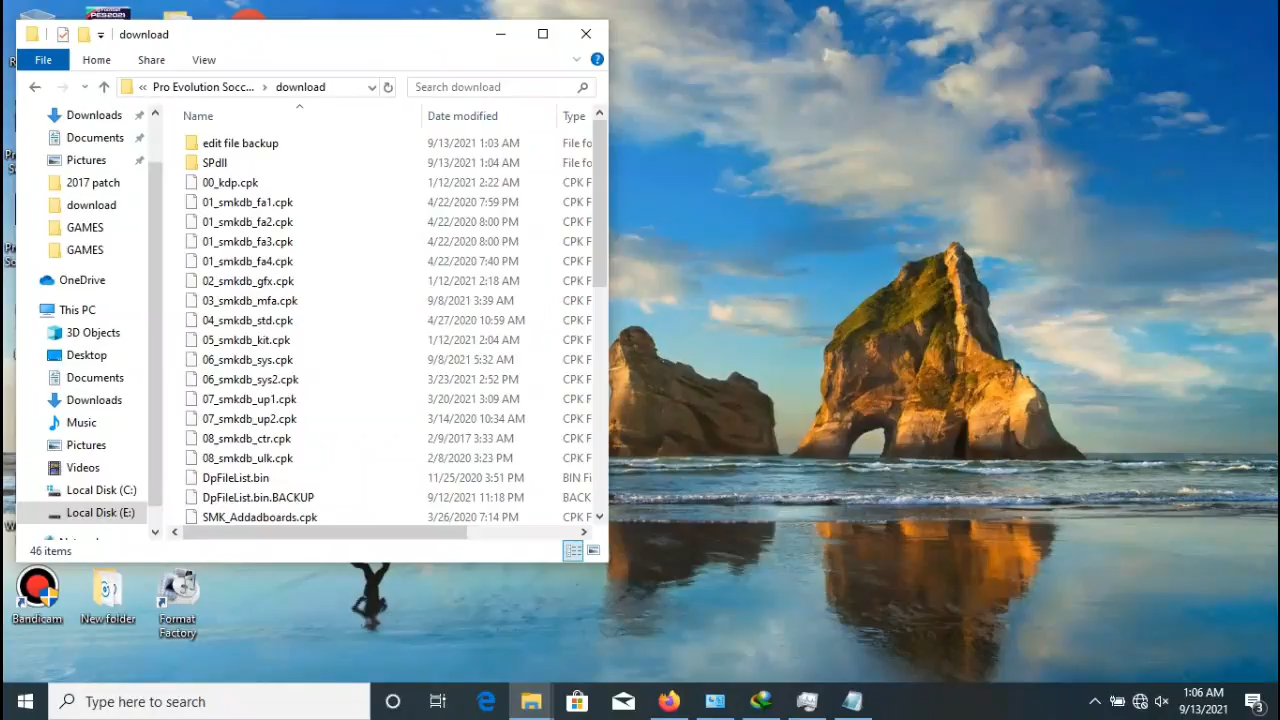 PES2021
download
File
Home
Share
View
?
« Pro Evolution Socc... > download
Search download
Downloads
Documents
Pictures
2017 patch
download
GAMES
GAMES
OneDrive
This PC
3D Objects
Desktop
Documents
Downloads
Music
Pictures
Videos
Local Disk (C:)
Local Disk (E:)
Name Date modified Type
edit file backup 9/13/2021 1:03 AM File fo
SPdll 9/13/2021 1:04 AM File fo
00_kdp.cpk 1/12/2021 2:22 AM CPK F
01_smkdb_fa1.cpk 4/22/2020 7:59 PM CPK F
01_smkdb_fa2.cpk 4/22/2020 8:00 PM CPK F
01_smkdb_fa3.cpk 4/22/2020 8:00 PM CPK F
01_smkdb_fa4.cpk 4/22/2020 7:40 PM CPK F
02_smkdb_gfx.cpk 1/12/2021 2:18 AM CPK F
03_smkdb_mfa.cpk 9/8/2021 3:39 AM CPK F
04_smkdb_std.cpk 4/27/2020 10:59 AM CPK F
05_smkdb_kit.cpk 1/12/2021 2:04 AM CPK F
06_smkdb_sys.cpk 9/8/2021 5:32 AM CPK F
06_smkdb_sys2.cpk 3/23/2021 2:52 PM CPK F
07_smkdb_up1.cpk 3/20/2021 3:09 AM CPK F
07_smkdb_up2.cpk 3/14/2020 10:34 AM CPK F
08_smkdb_ctr.cpk 2/9/2017 3:33 AM CPK F
08_smkdb_ulk.cpk 2/8/2020 3:23 PM CPK F
DpFileList.bin 11/25/2020 3:51 PM BIN Fi
DpFileList.bin.BACKUP 9/12/2021 11:18 PM BACK
SMK_Addadboards.cpk 3/26/2020 7:14 PM CPK F
46 items
Bandicam
New folder
Format
Factory
Type here to search
1:06 AM
9/13/2021
3